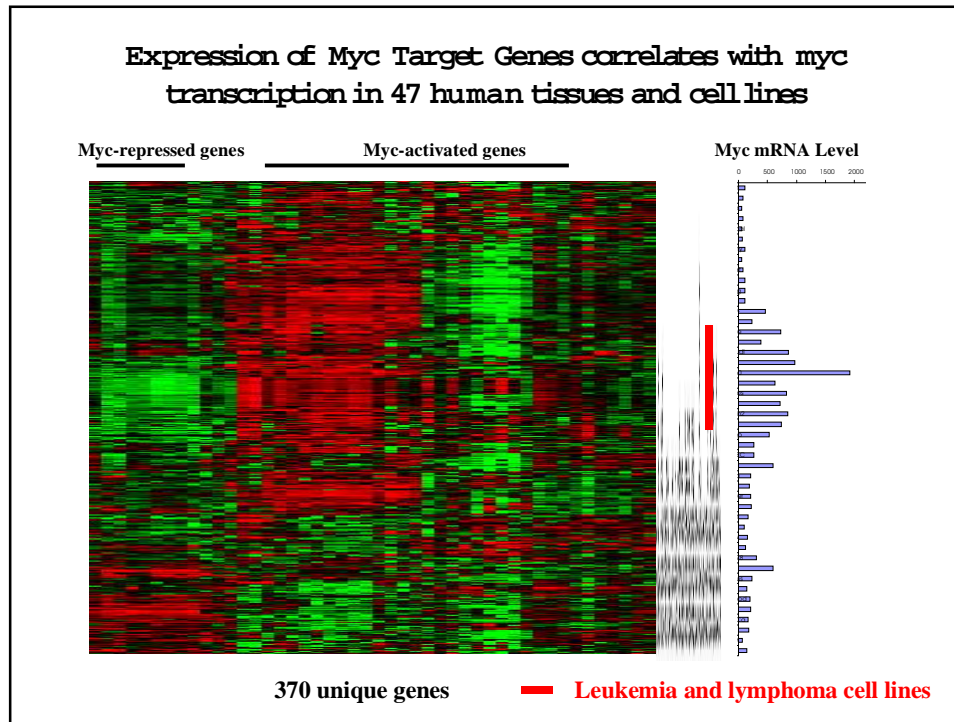 Expression of Myc Target Genes correlates with myc
transcription in 47 human tissues and cell lines
Myc-repressed genes
Myc-activated genes
Myc mRNA Level
0 500 1000 1500 2000
370 unique genes
Leukemia and lymphoma cell lines